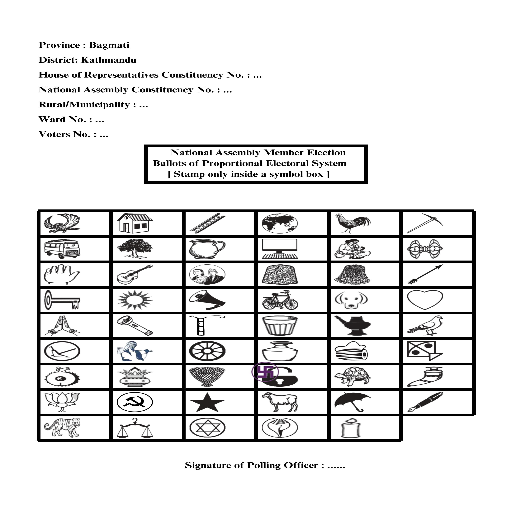 Province : Bagmati
District: Kathmandu
House of Representatives Constituency No. : ...
National Assembly Constituency No. : ...
Rural/Municipality : ...
Ward No. : ...
Voters No. : ...
National Assembly Member Election
Ballots of Proportional Electoral System
[ Stamp only inside a symbol box ]
Signature of Polling Officer : ......